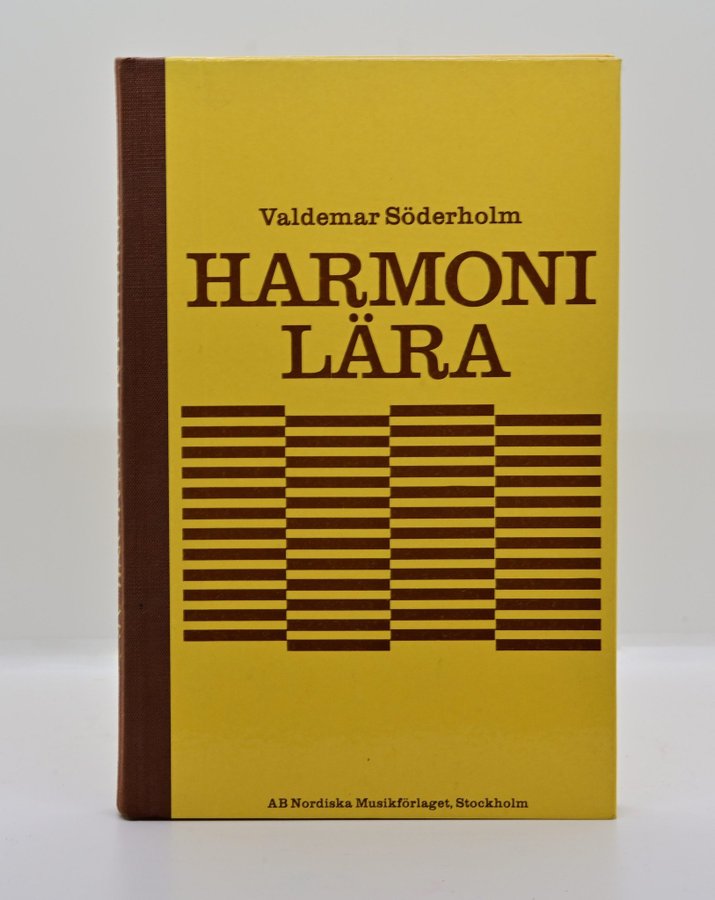 Valdemar Söderholm
HARMONI
LÄRA
AB Nordiska Musikförlaget, Stockholm